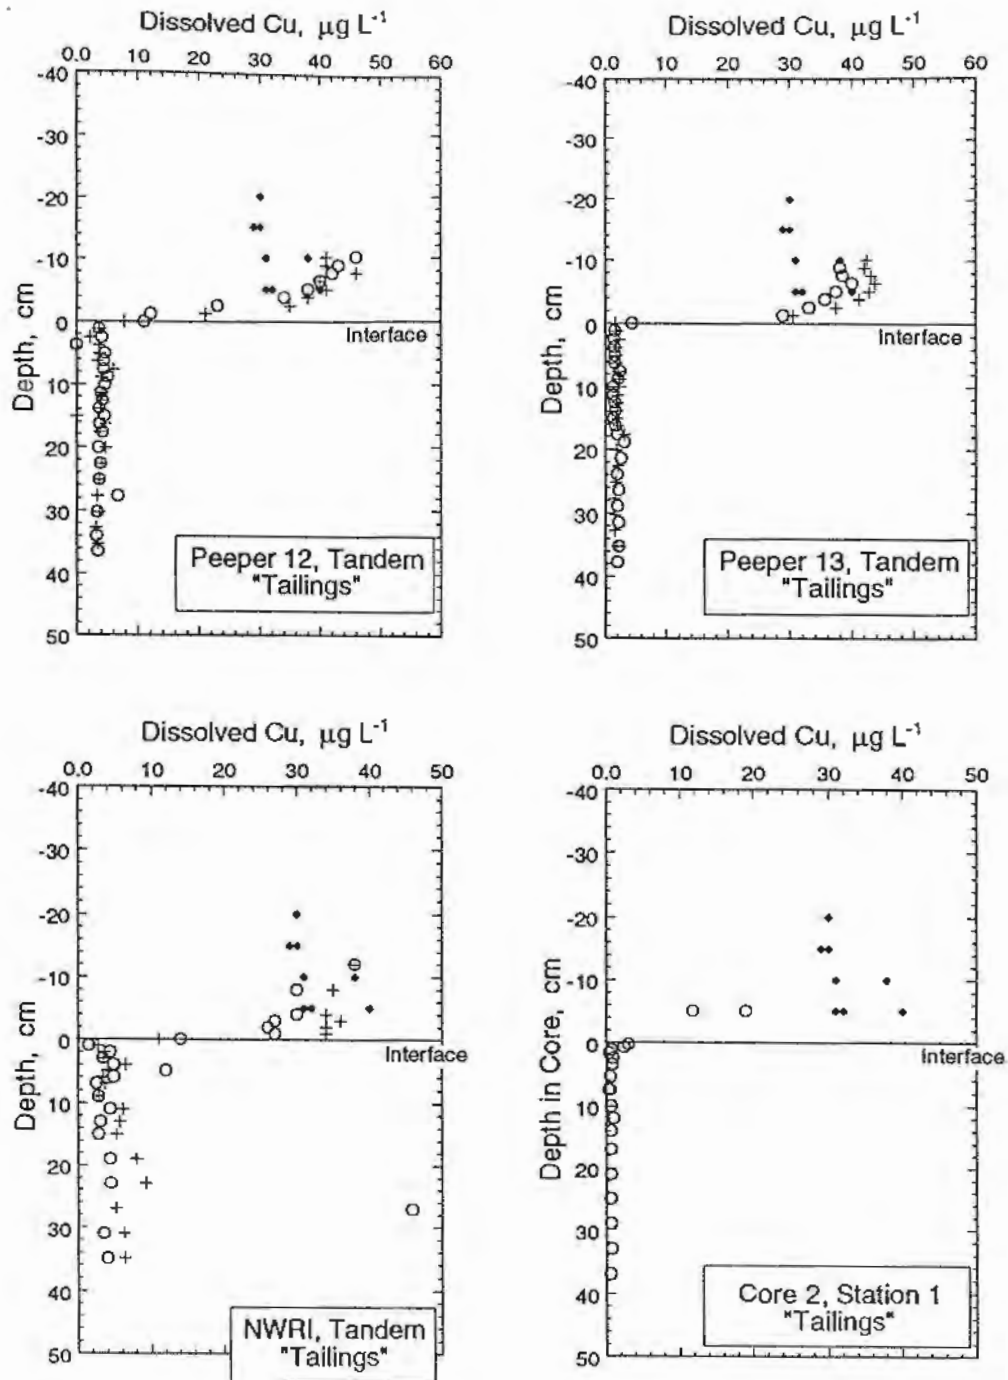 Dissolved Cu, µg L-1
0.0 10 20 30 40 50 60
-40
-30
-20
-10
0
10
20
30
40
50
Depth, cm
Interface
Peeper 12, Tandem
"Tailings"
Dissolved Cu, µg L-1
0.0 10 20 30 40 50 60
-40
-30
-20
-10
0
10
20
30
40
50
Depth, cm
Interface
Peeper 13, Tandem
"Tailings"
Dissolved Cu, µg L-1
0.0 10 20 30 40 50
-40
-30
-20
-10
0
10
20
30
40
50
Depth, cm
Interface
NWRI, Tandem
"Tailings"
Dissolved Cu, µg L-1
0.0 10 20 30 40 50
-40
-30
-20
-10
0
10
20
30
40
50
Depth in Core, cm
Interface
Core 2, Station 1
"Tailings"